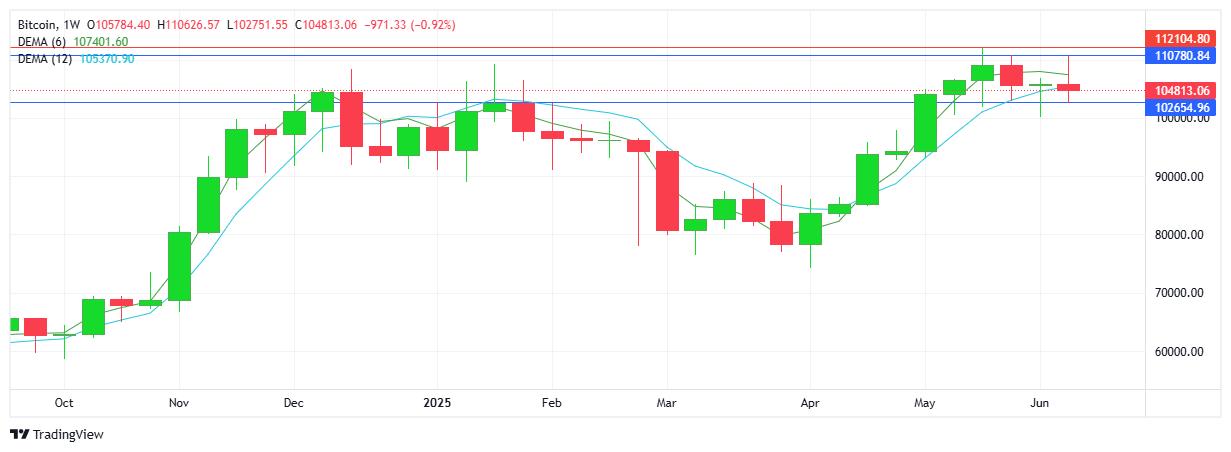 Bitcoin, 1W O105784.40 H110626.57 L102751.55 C104813.06 −971.33 (−0.92%)
DEMA (6) 107401.60
DEMA (12) 105370.90
112104.80
110780.84
104813.06
102654.96
100000.00
90000.00
80000.00
70000.00
60000.00
Oct Nov Dec 2025 Feb Mar Apr May Jun
TradingView